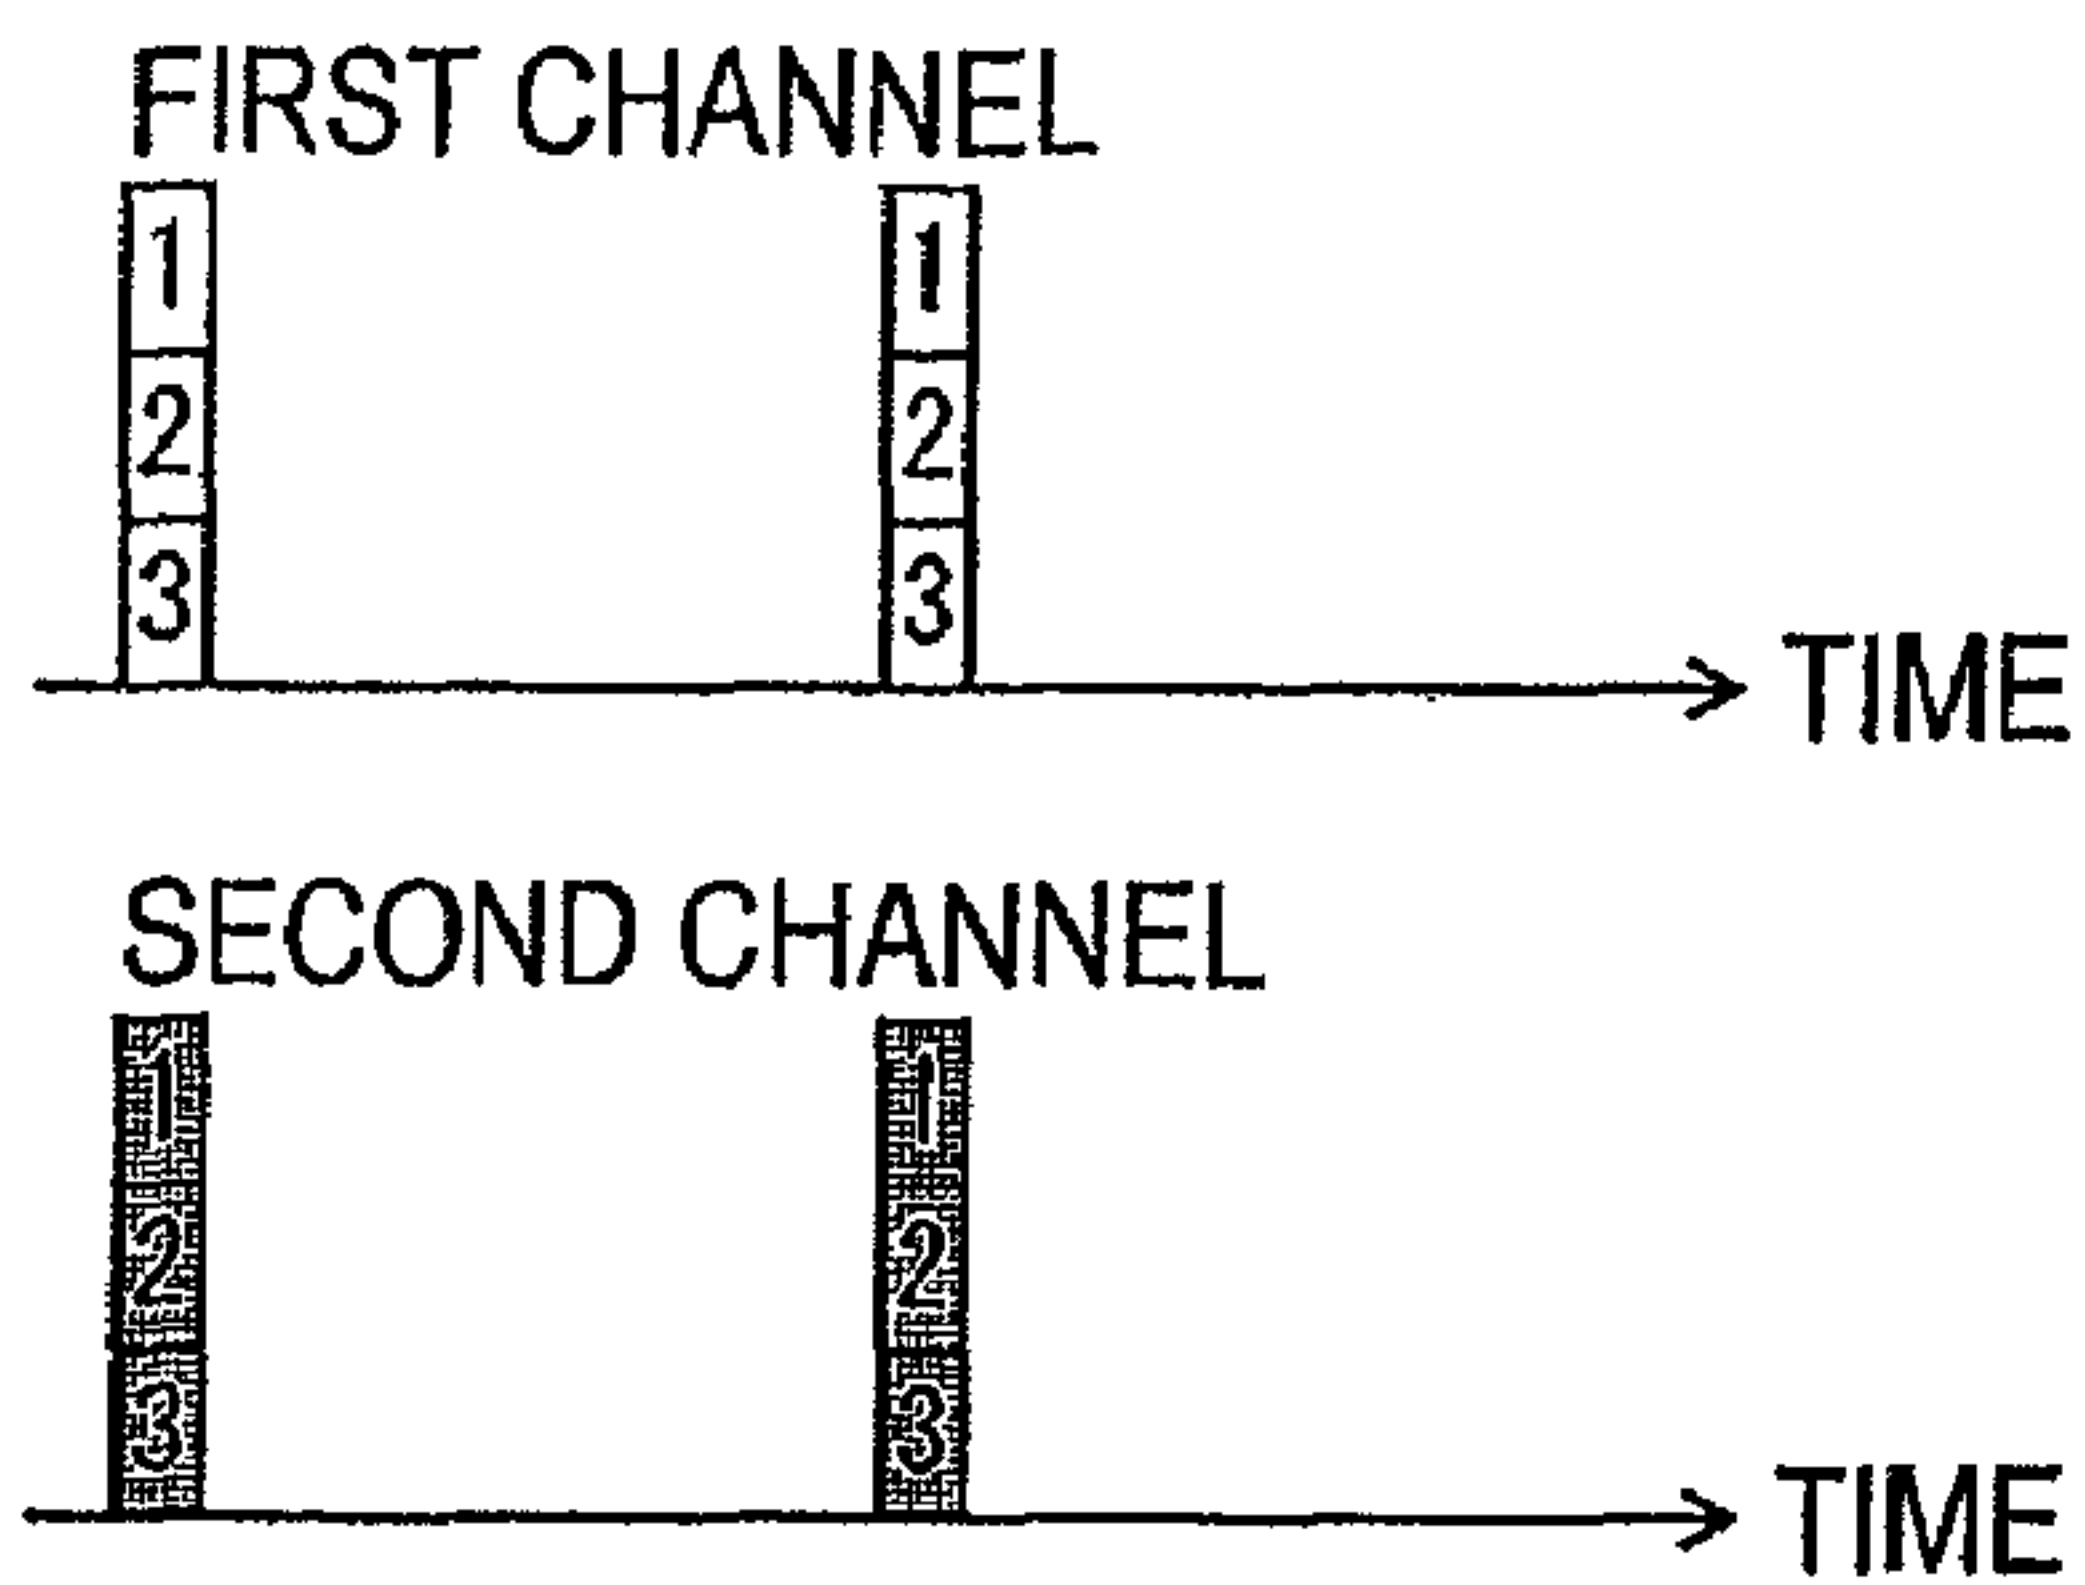 FIRST CHANNEL
1 1
2 2
3 3
TIME
SECOND CHANNEL
1 1
2 2
3 3
TIME